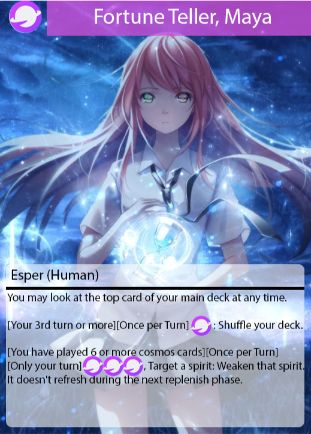 Fortune Teller, Maya
Esper (Human)
You may look at the top card of your main deck at any time.
[Your 3rd turn or more][Once per Turn] : Shuffle your deck.
[You have played 6 or more cosmos cards][Once per Turn]
[Only your turn] , Target a spirit: Weaken that spirit.
It doesn't refresh during the next replenish phase.